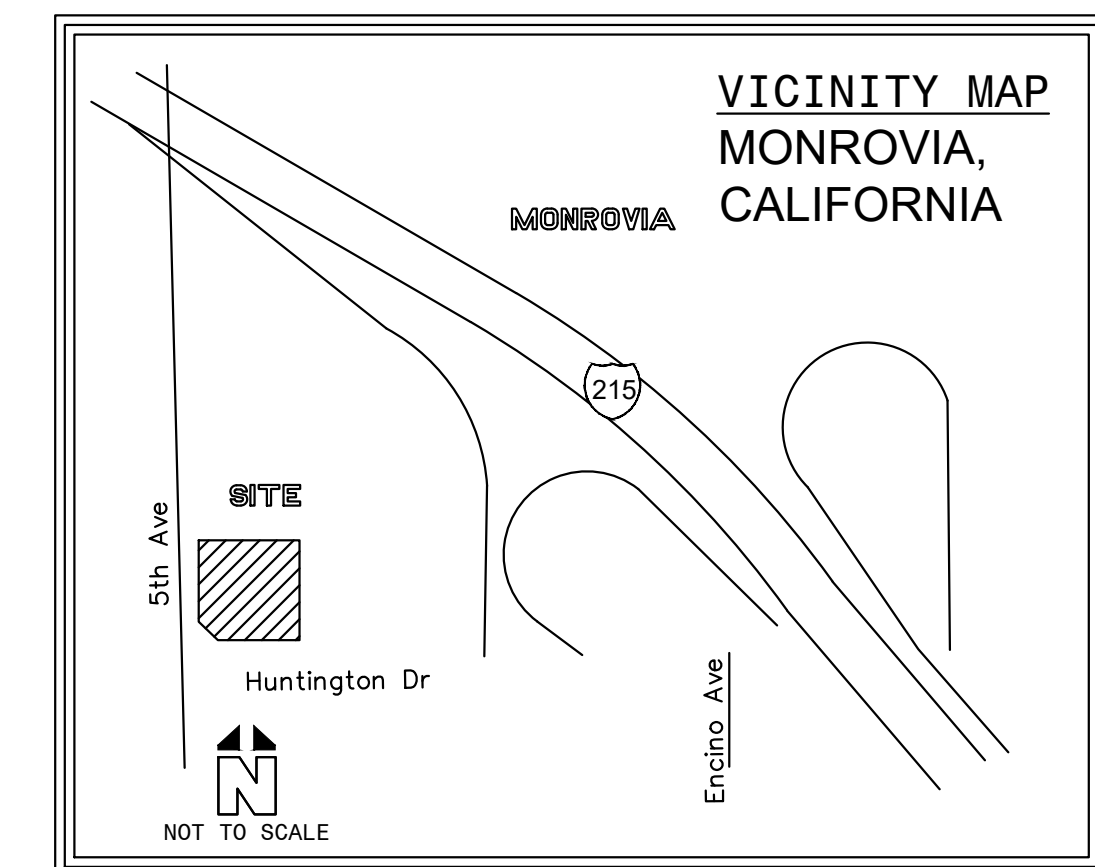 VICINITY MAP
MONROVIA,
CALIFORNIA
MONROVIA
215
SITE
5th Ave
Huntington Dr
Encino Ave
N
NOT TO SCALE